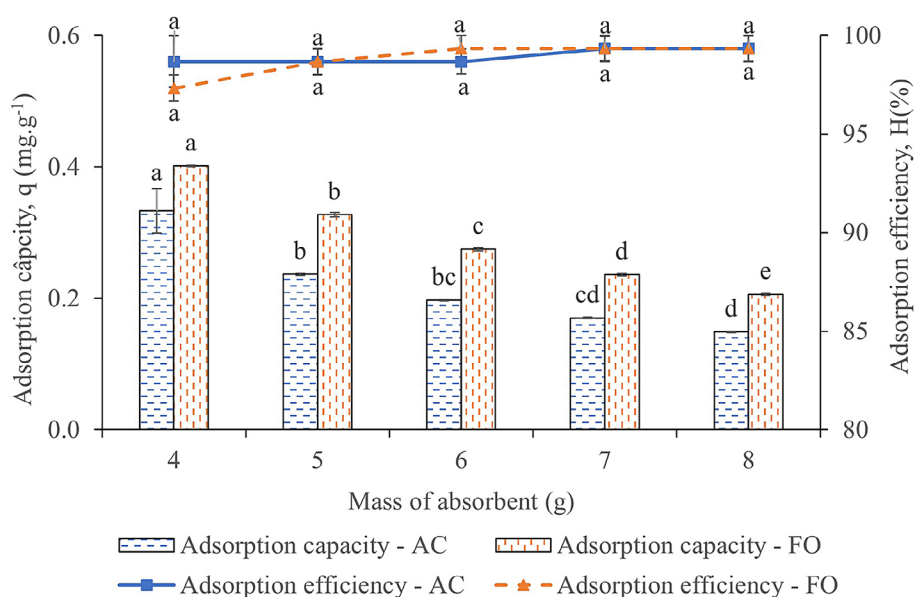 a a a a a
0.6 100
a a a a a
0.4 95
a a b
b c
90
0.2 bc cd d d e
85
0.0 80
4 5 6 7 8
Adsorption câpcity, q (mg.g-1)
Adsorption efficiency, H(%)
Mass of absorbent (g)
Adsorption capacity - AC Adsorption capacity - FO
Adsorption efficiency - AC Adsorption efficiency - FO